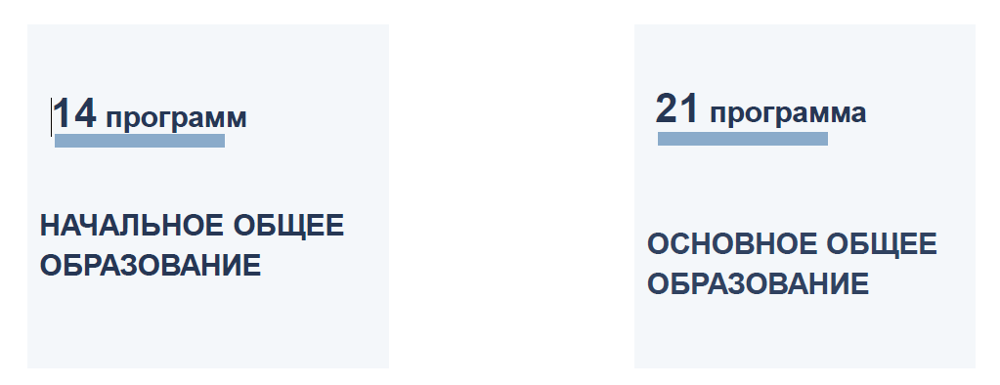 14 программ
НАЧАЛЬНОЕ ОБЩЕЕ
ОБРАЗОВАНИЕ
21 программа
ОСНОВНОЕ ОБЩЕЕ
ОБРАЗОВАНИЕ